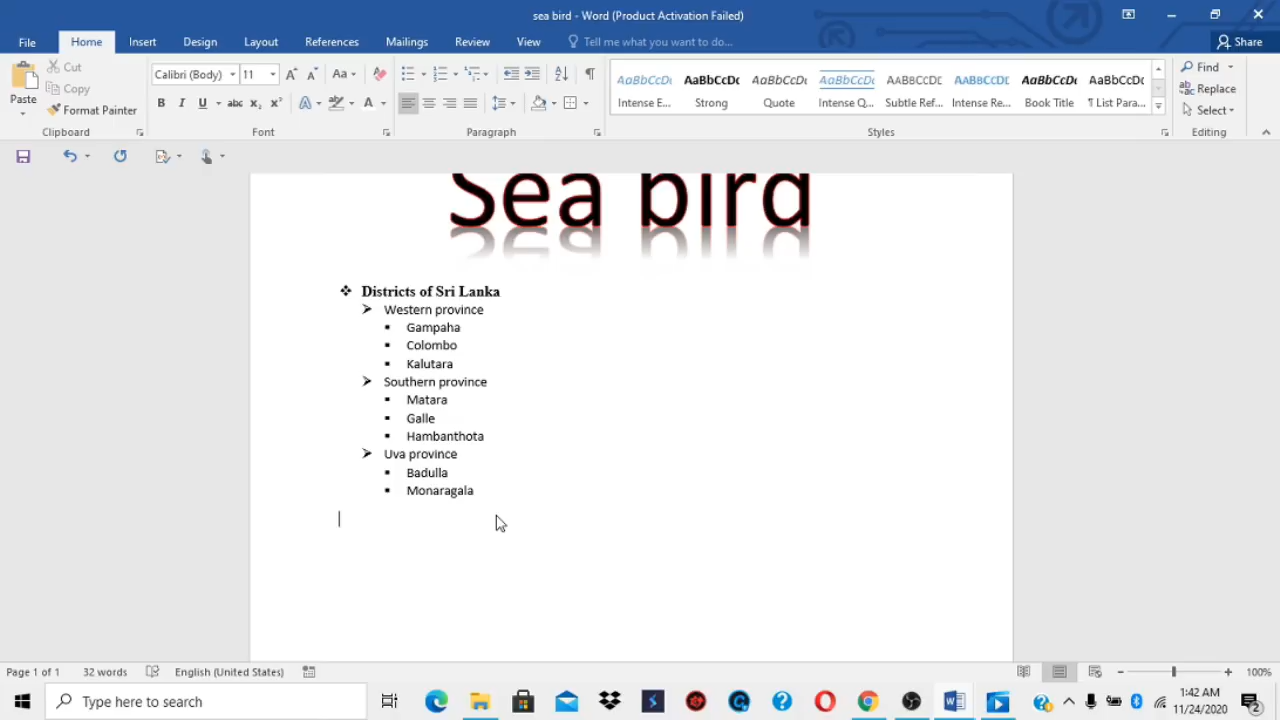 sea bird - Word (Product Activation Failed)
File Home Insert Design Layout References Mailings Review View Tell me what you want to do... Share
Paste
Cut
Copy
Format Painter
Clipboard
Calibri (Body) 11
Font
Paragraph
AaBbCcDc AaBbCcDc AaBbCcDc AaBbCcDc AABBCCDE AABBCCDE AaBbCcDc AaBbCcDc
Intense E... Strong Quote Intense Q... Subtle Ref... Intense Re... Book Title ¶ List Para...
Styles
Find
Replace
Select
Editing
Sea bird
❖ Districts of Sri Lanka
➢ Western province
▪ Gampaha
▪ Colombo
▪ Kalutara
➢ Southern province
▪ Matara
▪ Galle
▪ Hambanthota
➢ Uva province
▪ Badulla
▪ Monaragala
Page 1 of 1 32 words English (United States) 100%
Type here to search
1:42 AM
11/24/2020
2